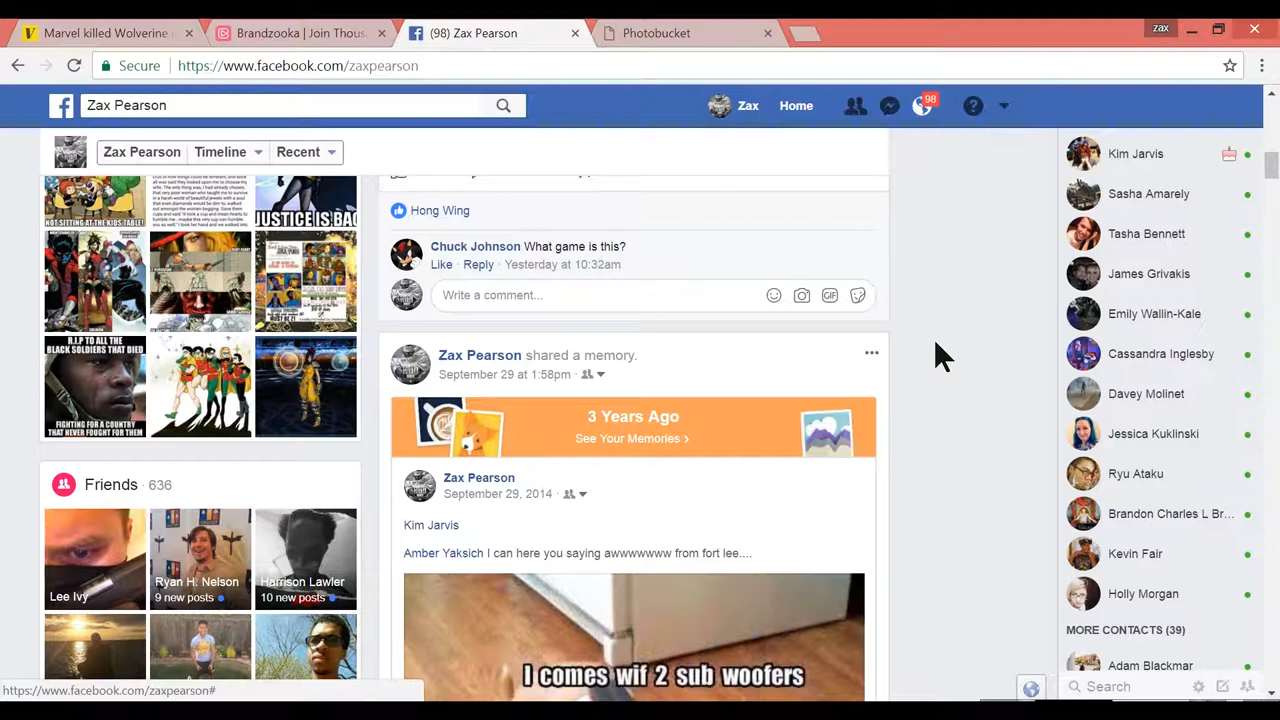 Marvel killed Wolverine
Brandzooka | Join Thous
(98) Zax Pearson
Photobucket
zax
Secure
https://www.facebook.com/zaxpearson
Zax Pearson
Zax
Home
98
Zax Pearson
Timeline
Recent
NOT SITTING AT THE KIDS TABLE!
JUSTICE IS BAC
R.I.P TO ALL THE
BLACK SOLDIERS THAT DIED
FIGHTING FOR A COUNTRY
THAT NEVER FOUGHT FOR THEM
Friends · 636
Lee Ivy
Ryan H. Nelson
9 new posts
Harrison Lawler
10 new posts
Hong Wing
Chuck Johnson What game is this?
Like · Reply · Yesterday at 10:32am
Write a comment...
GIF
Zax Pearson shared a memory.
September 29 at 1:58pm ·
3 Years Ago
See Your Memories
Zax Pearson
September 29, 2014 ·
Kim Jarvis
Amber Yaksich I can here you saying awwwwwww from fort lee....
I comes wif 2 sub woofers
Kim Jarvis
Sasha Amarely
Tasha Bennett
James Grivakis
Emily Wallin-Kale
Cassandra Inglesby
Davey Molinet
Jessica Kuklinski
Ryu Ataku
Brandon Charles L Br...
Kevin Fair
Holly Morgan
MORE CONTACTS (39)
Adam Blackmar
Search
https://www.facebook.com/zaxpearson#